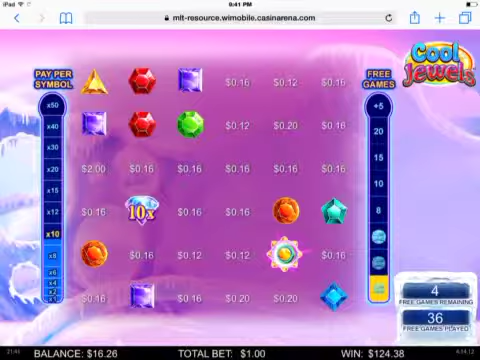 iPad 9:41 PM
mlt-resource.wimobile.casinarena.com
Cool Jewels
PAY PER SYMBOL
FREE GAMES
x50
x40
x30
x20
x15
x12
x10
x8
x6
x4
x2
x1
$0.16 $0.12 $0.16
$0.12 $0.20 $0.16
$2.00 $0.16 $0.16 $0.16 $0.16 $0.16
$0.16 10x $0.16 $0.16
$0.16 $0.12 $0.12 $0.16
$0.16 $0.16 $0.20 $0.20
+5
20
15
10
8
4
FREE GAMES REMAINING
36
FREE GAMES PLAYED
BALANCE: $16.26 TOTAL BET: $1.00 WIN: $124.38